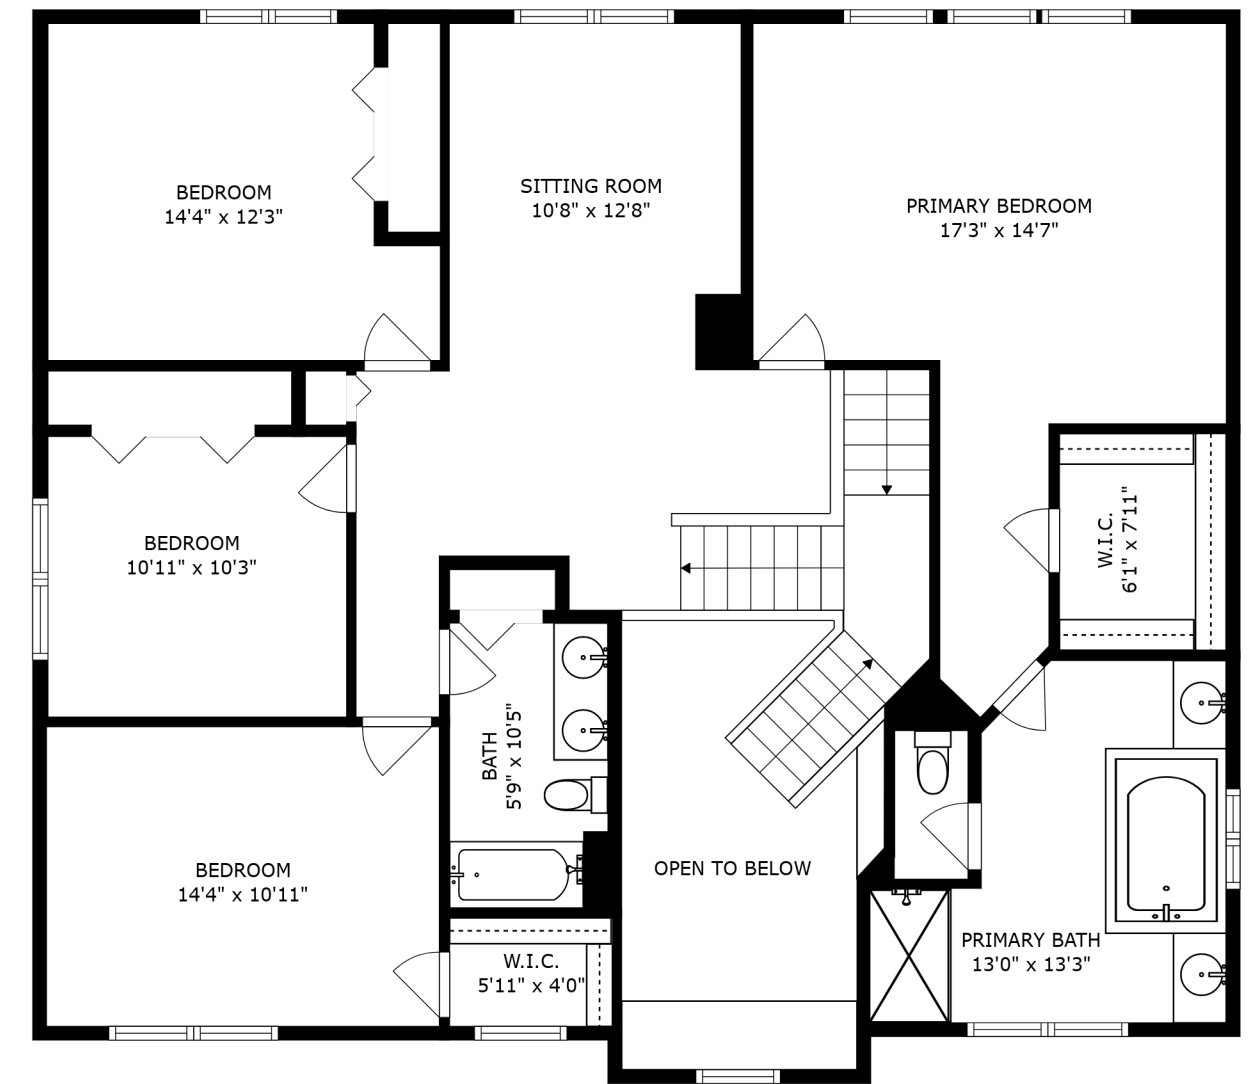 BEDROOM
14'4" x 12'3"
SITTING ROOM
10'8" x 12'8"
PRIMARY BEDROOM
17'3" x 14'7"
BEDROOM
10'11" x 10'3"
W.I.C.
6'1" x 7'11"
BATH
5'9" x 10'5"
BEDROOM
14'4" x 10'11"
OPEN TO BELOW
PRIMARY BATH
13'0" x 13'3"
W.I.C.
5'11" x 4'0"